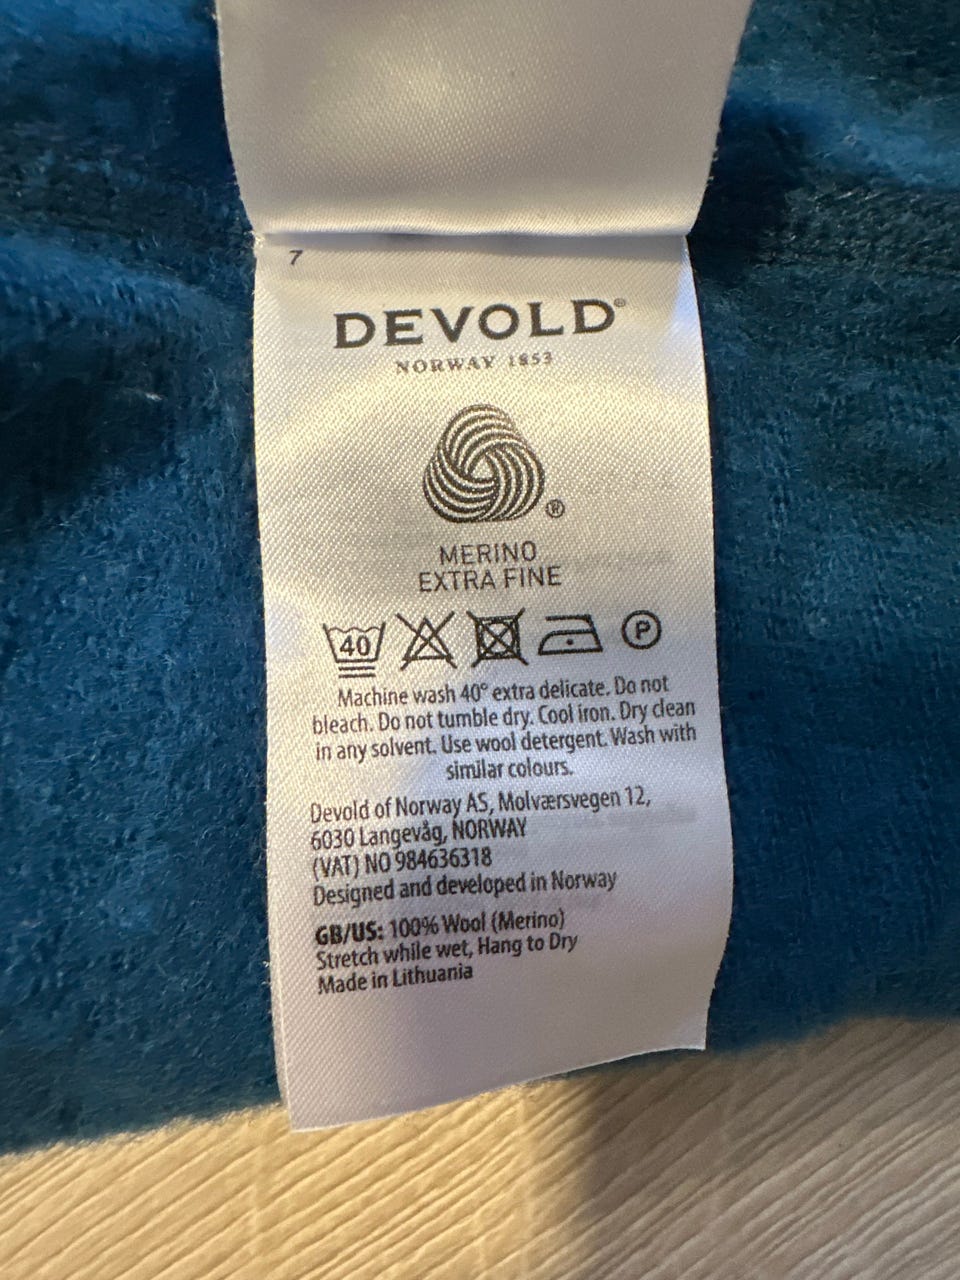 7
DEVOLD®
NORWAY 1853
®
MERINO
EXTRA FINE
40 P
Machine wash 40° extra delicate. Do not
bleach. Do not tumble dry. Cool iron. Dry clean
in any solvent. Use wool detergent. Wash with
similar colours.
Devold of Norway AS, Molværsvegen 12,
6030 Langevåg, NORWAY
(VAT) NO 984636318
Designed and developed in Norway
GB/US: 100% Wool (Merino)
Stretch while wet, Hang to Dry
Made in Lithuania